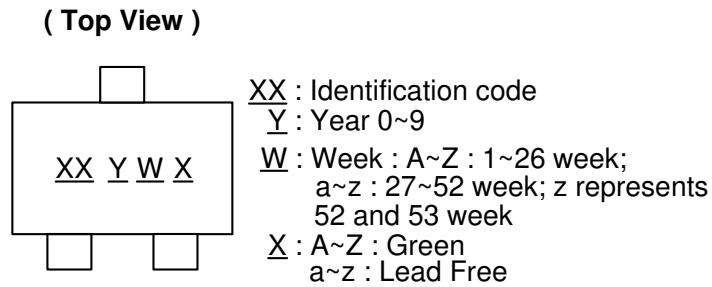 ( Top View )
XX Y W X
XX : Identification code
Y : Year 0~9
W : Week : A~Z : 1~26 week;
a~z : 27~52 week; z represents
52 and 53 week
X : A~Z : Green
a~z : Lead Free